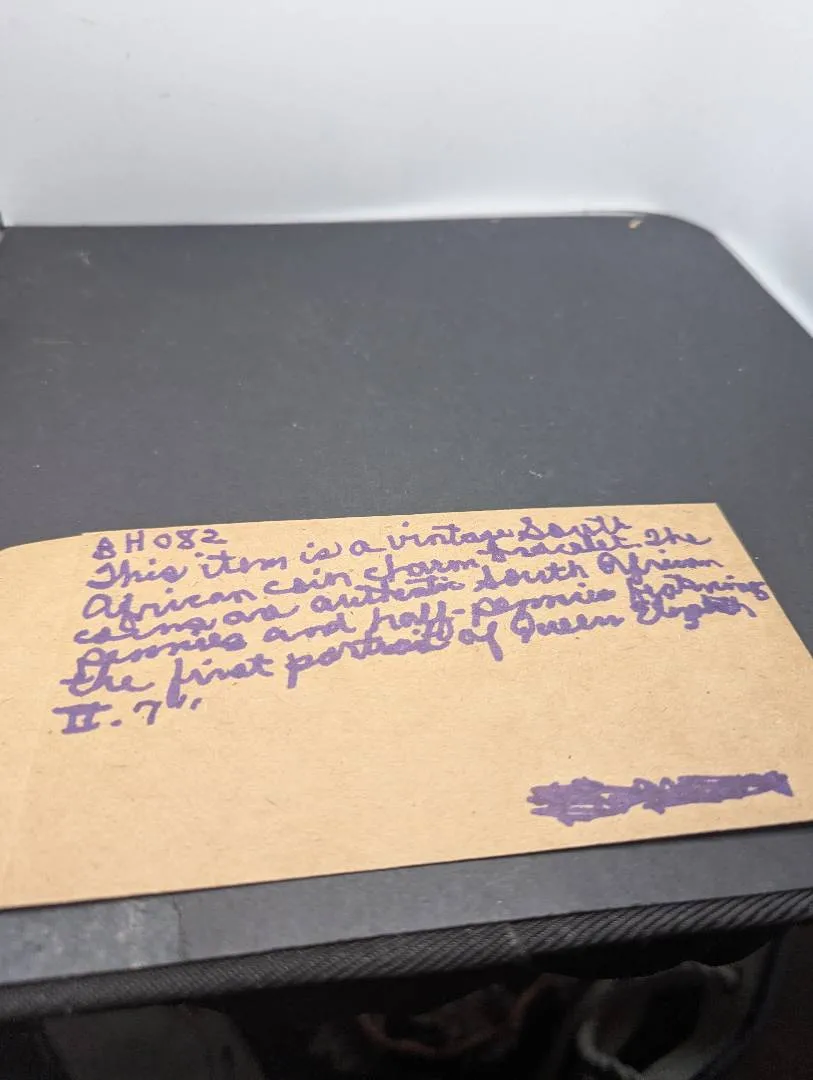 BH082
This item is a vintage South
African coin charm bracelet. The
coins are authentic South African
Pennies and half-pennies featuring
the first portrait of Queen Elizabeth
II. 7"